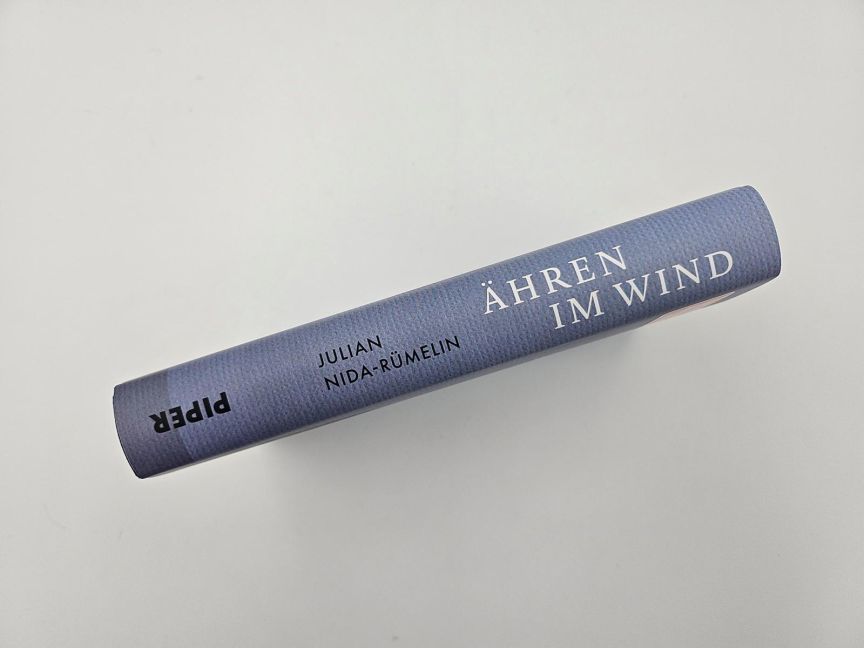 ÄHREN
IM WIND
JULIAN
NIDA-RÜMELIN
PIPER